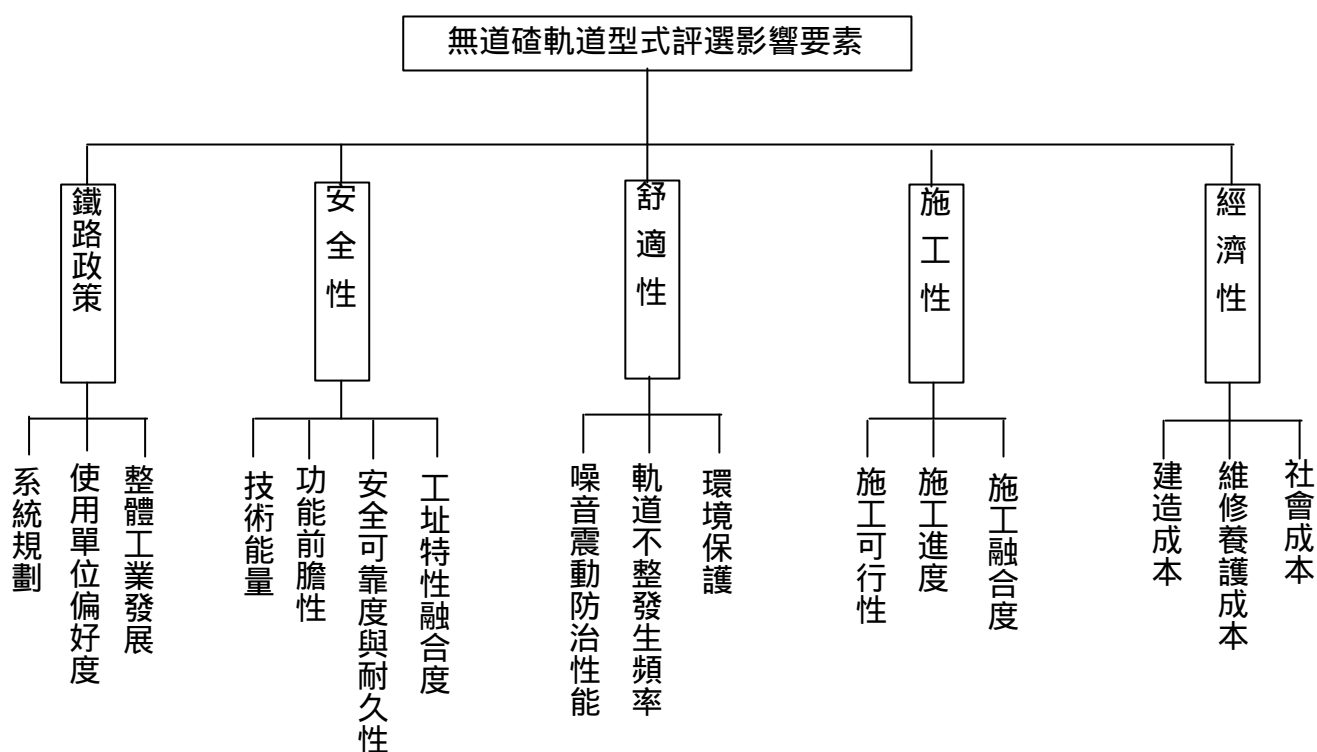 無道碴軌道型式評選影響要素
鐵路政策
安全性
舒適性
施工性
經濟性
系統規劃
使用單位偏好度
整體工業發展
技術能量
功能前膽性
安全可靠度與耐久性
工址特性融合度
噪音震動防治性能
軌道不整發生頻率
環境保護
施工可行性
施工進度
施工融合度
建造成本
維修養護成本
社會成本